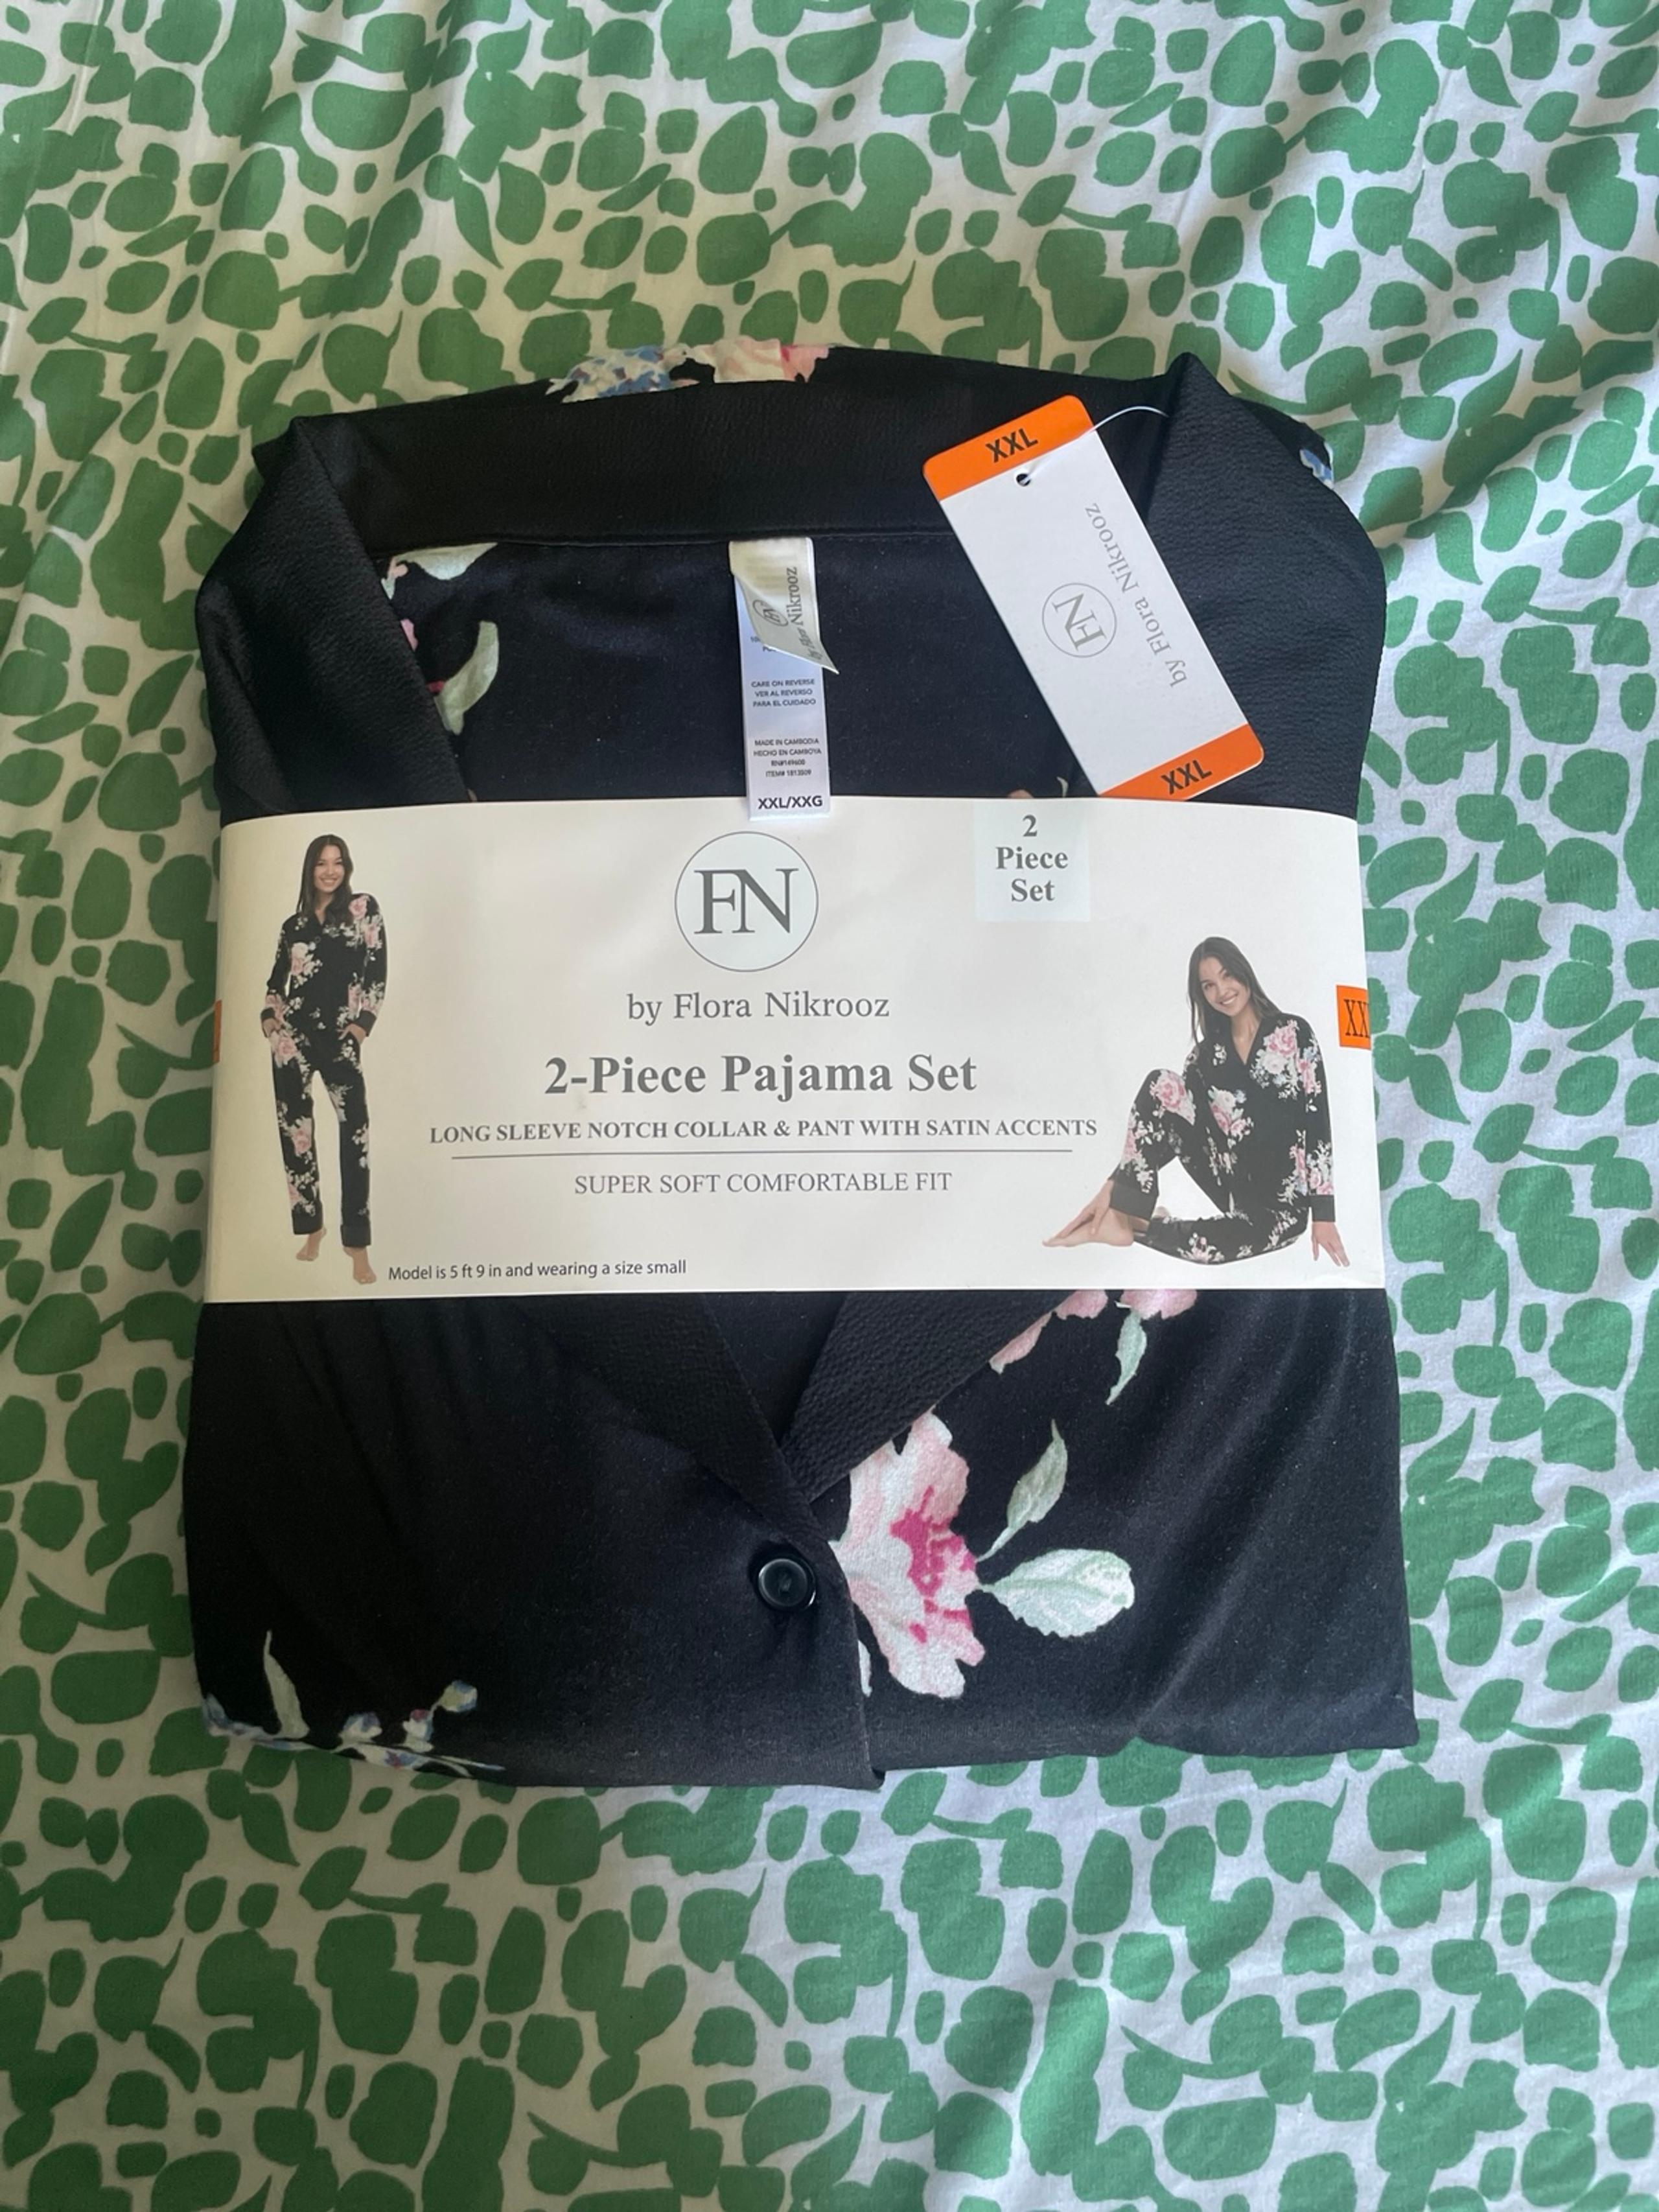 XXL
by Flora Nikrooz
FN
XXL
Nikrooz
CARE ON REVERSE
VER AL REVERSO
PARA EL CUIDADO
MADE IN CAMBODIA
HECHO EN CAMBOYA
ITEM# 1813509
XXL/XXG
2
Piece
Set
FN
by Flora Nikrooz
2-Piece Pajama Set
LONG SLEEVE NOTCH COLLAR & PANT WITH SATIN ACCENTS
SUPER SOFT COMFORTABLE FIT
Model is 5 ft 9 in and wearing a size small
XX